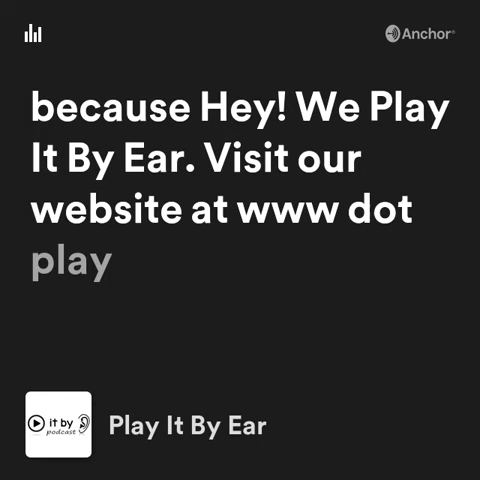 Anchor
because Hey! We Play
It By Ear. Visit our
website at www dot
play
it by
podcast
Play It By Ear